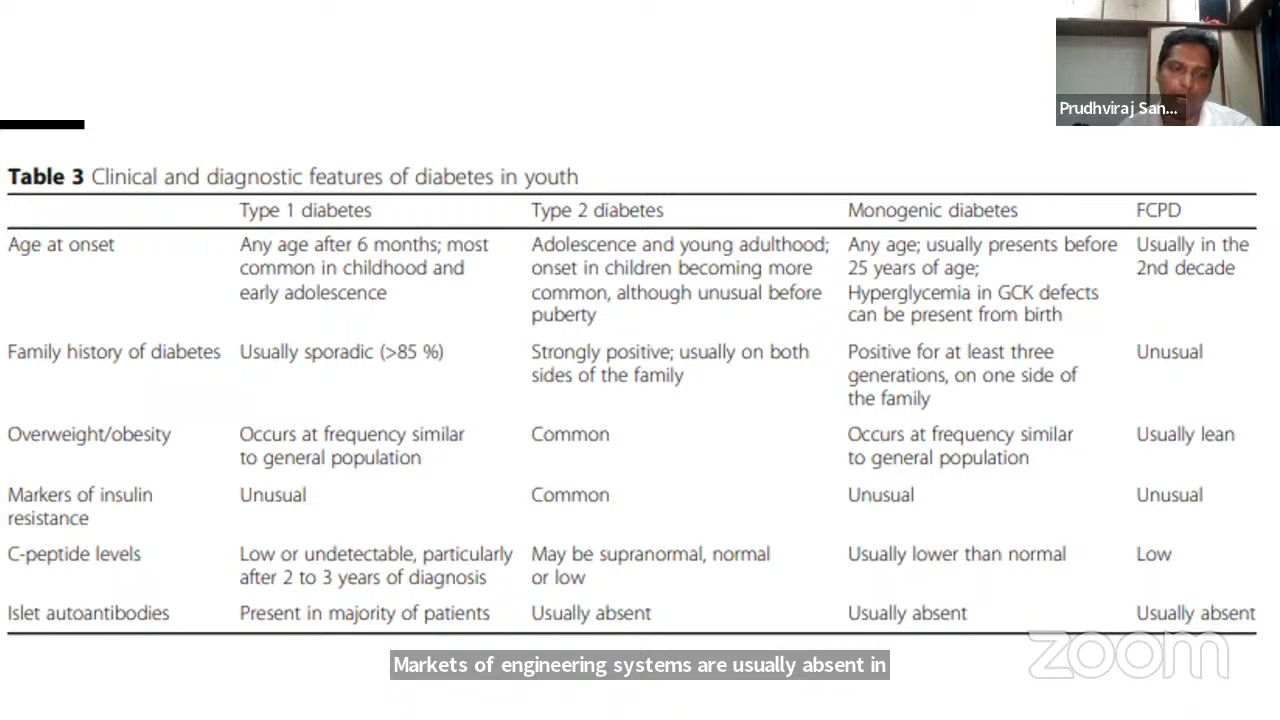 Prudhviraj San...
Table 3 Clinical and diagnostic features of diabetes in youth
Type 1 diabetes Type 2 diabetes Monogenic diabetes FCPD
Age at onset Any age after 6 months; most Adolescence and young adulthood; Any age; usually presents before Usually in the
common in childhood and onset in children becoming more 25 years of age; 2nd decade
early adolescence common, although unusual before Hyperglycemia in GCK defects
puberty can be present from birth
Family history of diabetes Usually sporadic (>85 %) Strongly positive; usually on both Positive for at least three Unusual
sides of the family generations, on one side of
the family
Overweight/obesity Occurs at frequency similar Common Occurs at frequency similar Usually lean
to general population to general population
Markers of insulin Unusual Common Unusual Unusual
resistance
C-peptide levels Low or undetectable, particularly May be supranormal, normal Usually lower than normal Low
after 2 to 3 years of diagnosis or low
Islet autoantibodies Present in majority of patients Usually absent Usually absent Usually absent
zoom
Markets of engineering systems are usually absent in